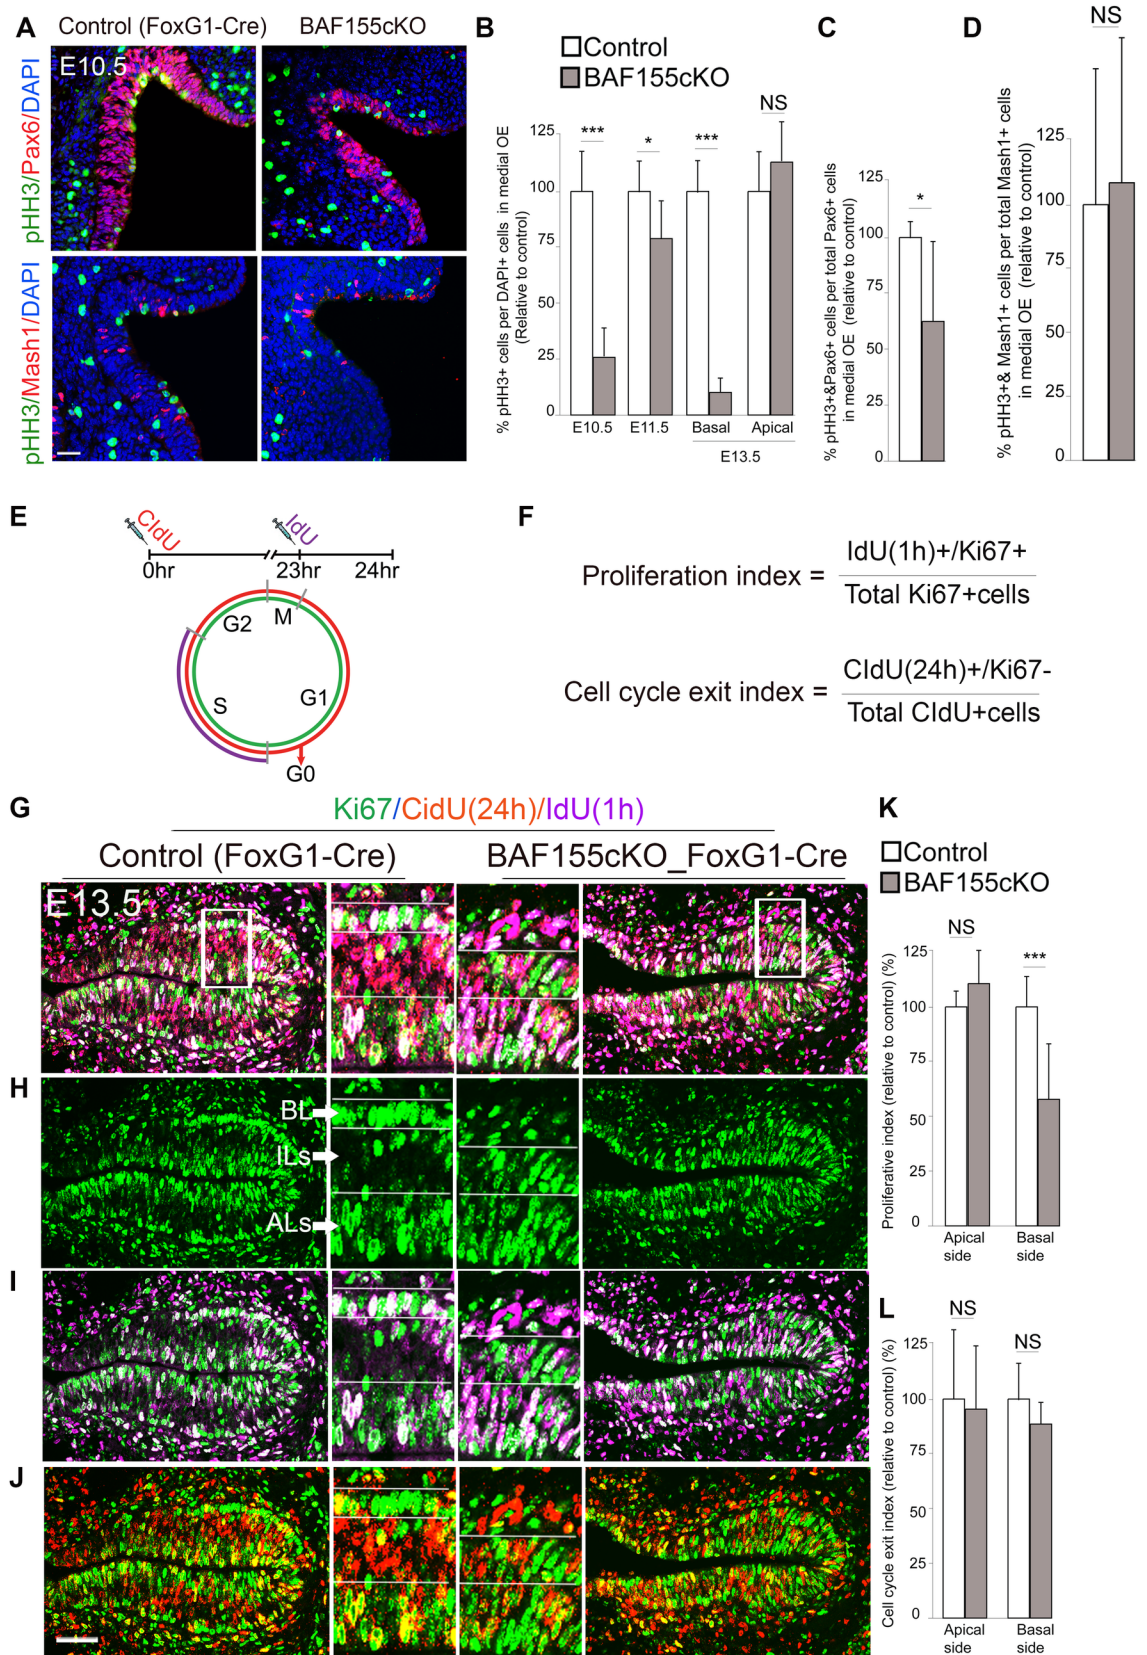 A
Control (FoxG1-Cre)
BAF155cKO
E10.5
pHH3/Pax6/DAPI
pHH3/Mash1/DAPI
B
Control
BAF155cKO
% pHH3+ cells per DAPI+ cells in medial OE
(Relative to control)
125
100
75
50
25
0
***
*
***
NS
E10.5
E11.5
Basal
Apical
E13.5
C
% pHH3+&Pax6+ cells per total Pax6+ cells
in medial OE (relative to control)
125
100
75
50
25
0
*
D
NS
% pHH3+& Mash1+ cells per total Mash1+ cells
in medial OE (relative to control)
125
100
75
50
25
0
E
CldU
IdU
0hr
23hr
24hr
G2
M
S
G1
G0
F
Proliferation index =
IdU(1h)+/Ki67+
Total Ki67+cells
Cell cycle exit index =
CldU(24h)+/Ki67-
Total CldU+cells
G
Ki67/CidU(24h)/IdU(1h)
Control (FoxG1-Cre)
BAF155cKO_FoxG1-Cre
E13.5
H
BL
ILs
ALs
I
J
K
Control
BAF155cKO
Proliferative index (relative to control) (%)
125
100
75
50
25
0
NS
***
Apical
side
Basal
side
L
Cell cycle exit index (relative to control) (%)
125
100
75
50
25
0
NS
NS
Apical
side
Basal
side